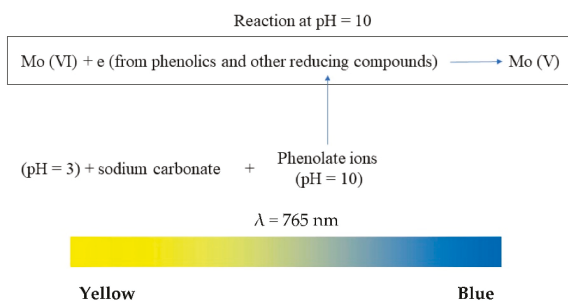 Reaction at pH = 10
Mo (VI) + e (from phenolics and other reducing compounds) Mo (V)
(pH = 3) + sodium carbonate + Phenolate ions
(pH = 10)
λ = 765 nm
Yellow Blue